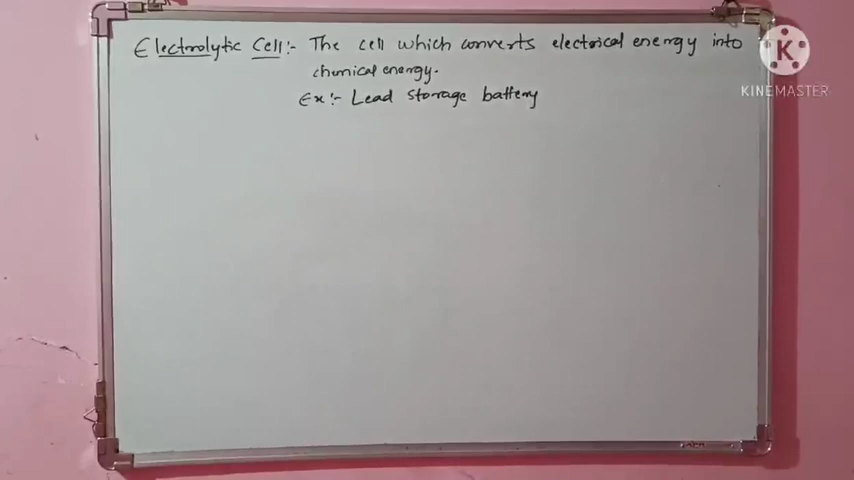 Electrolytic Cell:- The cell which converts electrical energy into
chemical energy.
Ex:- Lead storage battery
K
KINEMASTER